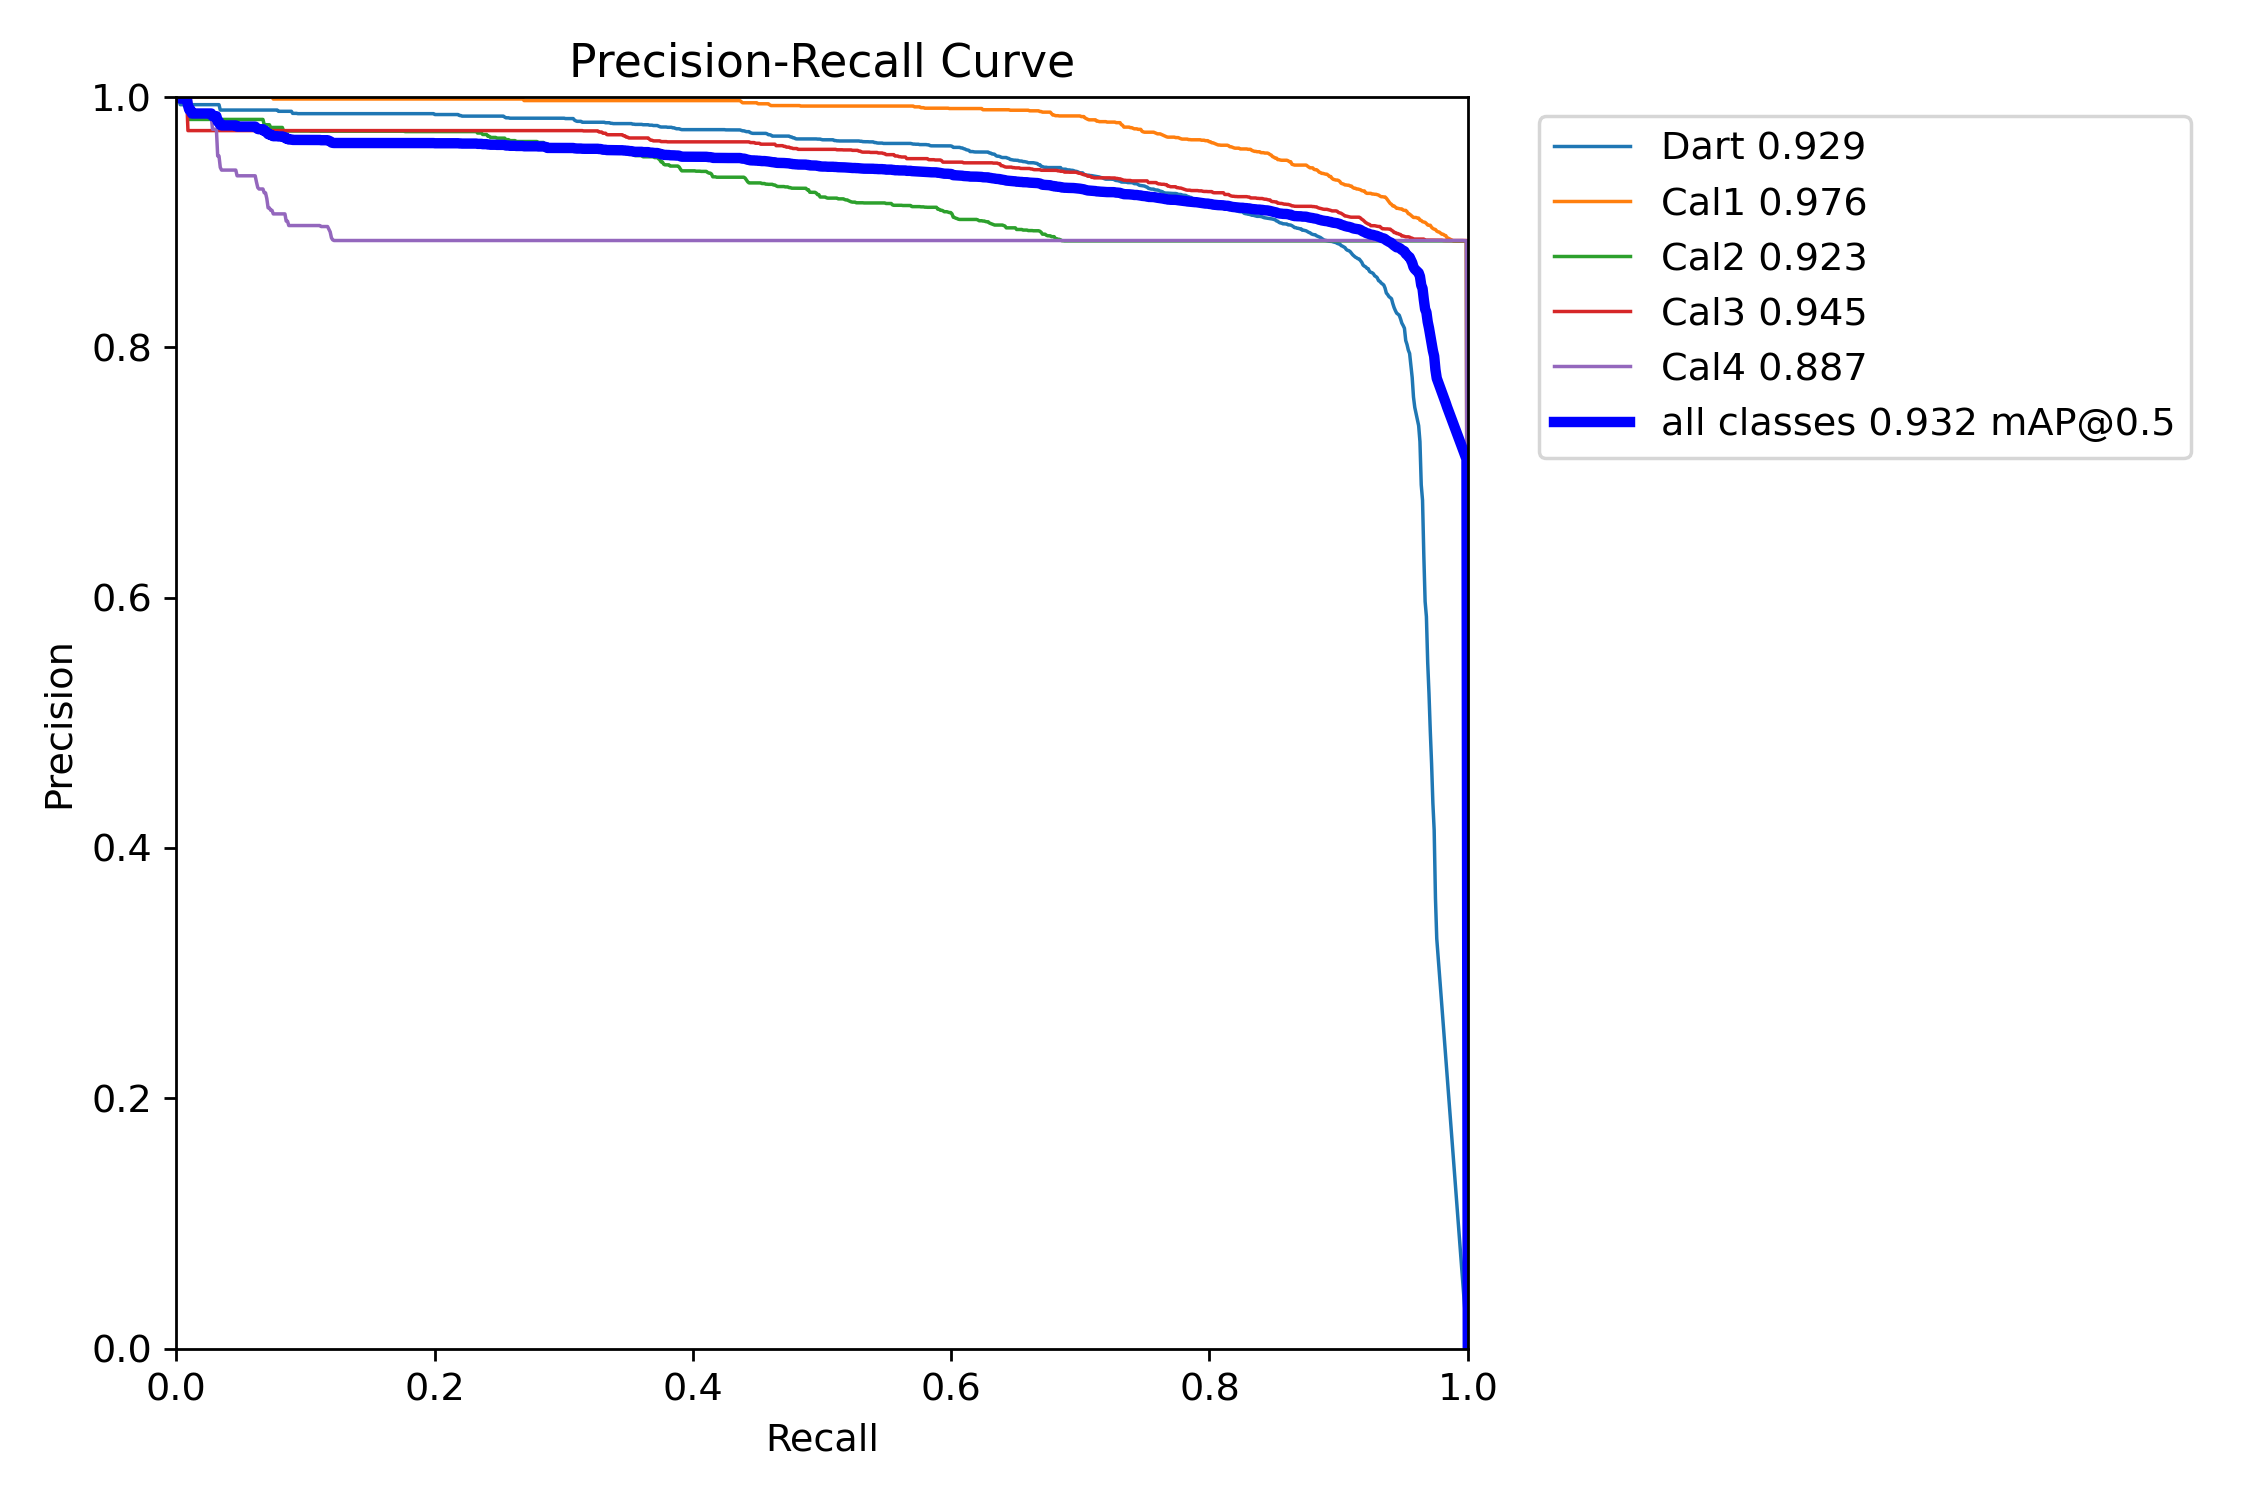 Precision-Recall Curve
1.0
0.8
0.6
0.4
0.2
0.0
Precision
0.0 0.2 0.4 0.6 0.8 1.0
Recall
Dart 0.929
Cal1 0.976
Cal2 0.923
Cal3 0.945
Cal4 0.887
all classes 0.932 mAP@0.5